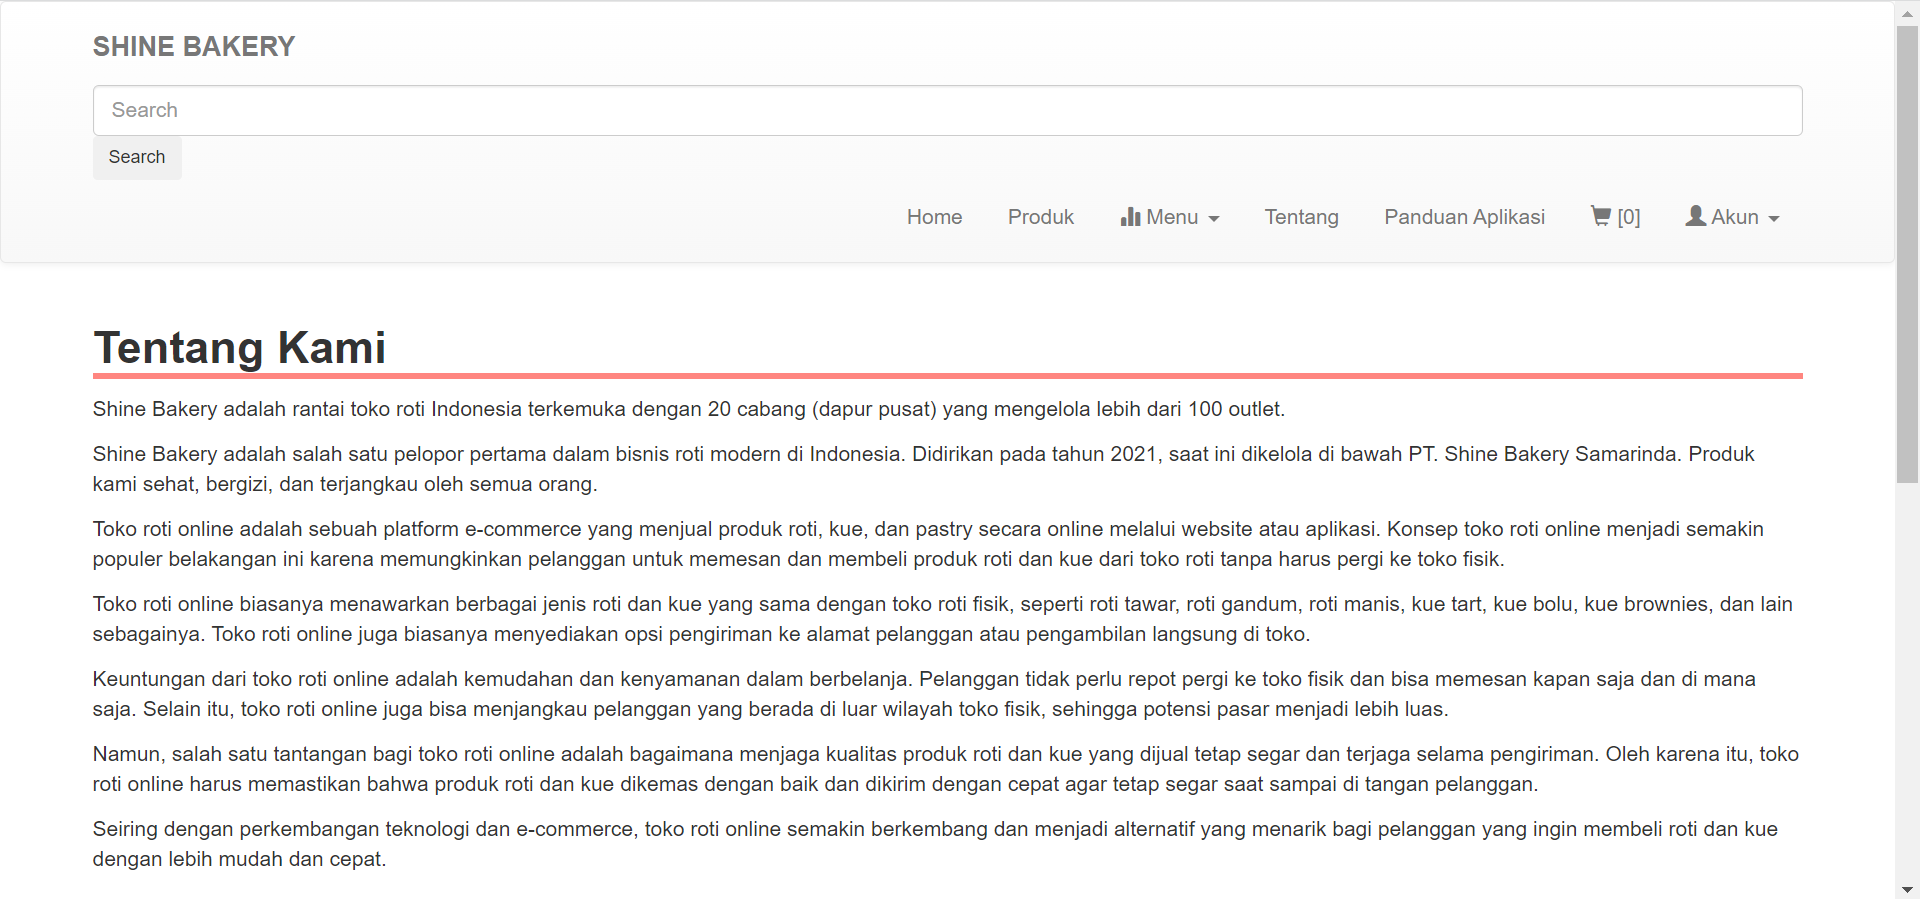 SHINE BAKERY
Search
Search
Home Produk Menu Tentang Panduan Aplikasi [0] Akun
Tentang Kami
Shine Bakery adalah rantai toko roti Indonesia terkemuka dengan 20 cabang (dapur pusat) yang mengelola lebih dari 100 outlet.
Shine Bakery adalah salah satu pelopor pertama dalam bisnis roti modern di Indonesia. Didirikan pada tahun 2021, saat ini dikelola di bawah PT. Shine Bakery Samarinda. Produk
kami sehat, bergizi, dan terjangkau oleh semua orang.
Toko roti online adalah sebuah platform e-commerce yang menjual produk roti, kue, dan pastry secara online melalui website atau aplikasi. Konsep toko roti online menjadi semakin
populer belakangan ini karena memungkinkan pelanggan untuk memesan dan membeli produk roti dan kue dari toko roti tanpa harus pergi ke toko fisik.
Toko roti online biasanya menawarkan berbagai jenis roti dan kue yang sama dengan toko roti fisik, seperti roti tawar, roti gandum, roti manis, kue tart, kue bolu, kue brownies, dan lain
sebagainya. Toko roti online juga biasanya menyediakan opsi pengiriman ke alamat pelanggan atau pengambilan langsung di toko.
Keuntungan dari toko roti online adalah kemudahan dan kenyamanan dalam berbelanja. Pelanggan tidak perlu repot pergi ke toko fisik dan bisa memesan kapan saja dan di mana
saja. Selain itu, toko roti online juga bisa menjangkau pelanggan yang berada di luar wilayah toko fisik, sehingga potensi pasar menjadi lebih luas.
Namun, salah satu tantangan bagi toko roti online adalah bagaimana menjaga kualitas produk roti dan kue yang dijual tetap segar dan terjaga selama pengiriman. Oleh karena itu, toko
roti online harus memastikan bahwa produk roti dan kue dikemas dengan baik dan dikirim dengan cepat agar tetap segar saat sampai di tangan pelanggan.
Seiring dengan perkembangan teknologi dan e-commerce, toko roti online semakin berkembang dan menjadi alternatif yang menarik bagi pelanggan yang ingin membeli roti dan kue
dengan lebih mudah dan cepat.